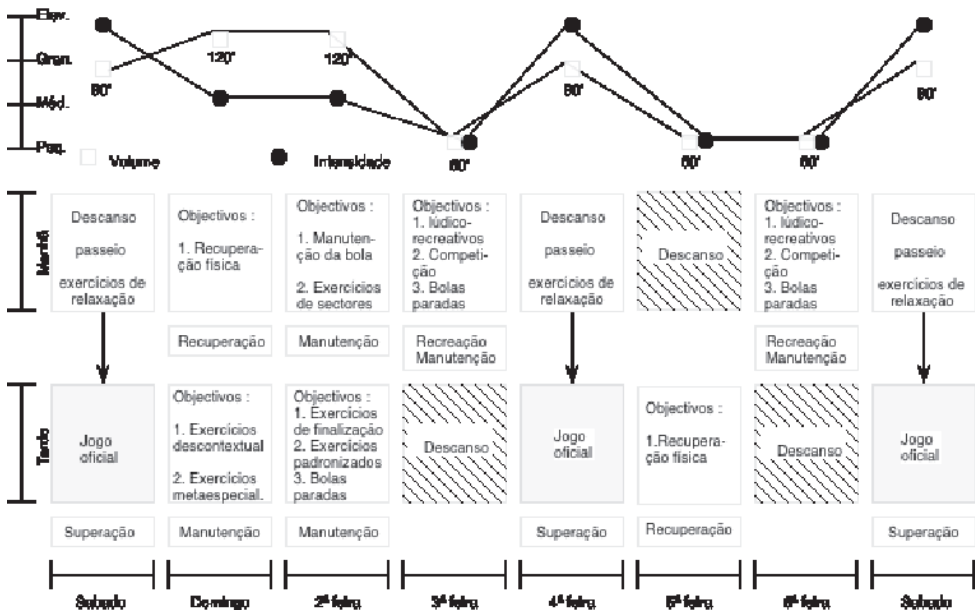 Elev.
Gran.
Méd.
Peq.
90'
120'
120'
60'
90'
60'
60'
90'
Volume
Intensidade
Manhã
Descanso
passeio
exercícios de
relaxação
Objectivos :
1. Recupera-
ção física
Objectivos :
1. Manuten-
ção da bola
2. Exercícios
de sectores
Objectivos :
1. lúdico-
recreativos
2. Competi-
ção
3. Bolas
paradas
Descanso
passeio
exercícios de
relaxação
Descanso
Objectivos :
1. lúdico-
recreativos
2. Competi-
ção
3. Bolas
paradas
Descanso
passeio
exercícios de
relaxação
Recuperação
Manutenção
Recreação
Manutenção
Recreação
Manutenção
Tarde
Jogo
oficial
Objectivos :
1. Exercícios
descontextual
2. Exercícios
metaespecial.
Objectivos :
1. Exercícios
de finalização
2. Exercícios
padronizados
3. Bolas
paradas
Descanso
Jogo
oficial
Objectivos :
1.Recupera-
ção física
Descanso
Jogo
oficial
Superação
Manutenção
Manutenção
Superação
Recuperação
Superação
Sabado
Domingo
2ª feira
3ª feira
4ª feira
5ª feira
6ª feira
Sabado